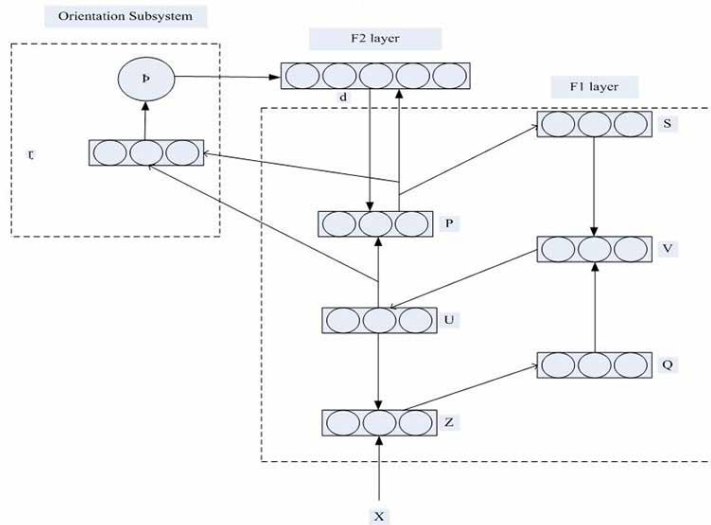 Orientation Subsystem
F2 layer
Þ
d
F1 layer
S
ɽ
P
V
U
Q
Z
X